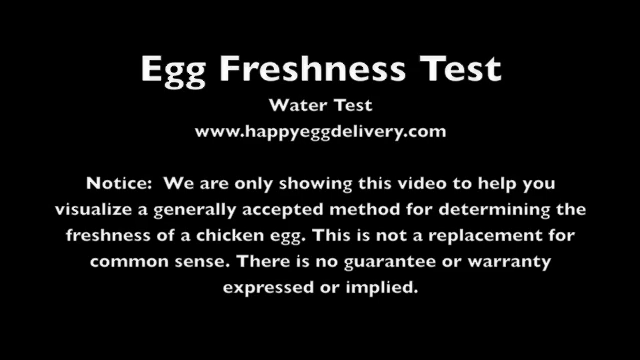 Egg Freshness Test
Water Test
www.happyeggdelivery.com
Notice:  We are only showing this video to help you
visualize a generally accepted method for determining the
freshness of a chicken egg. This is not a replacement for
common sense. There is no guarantee or warranty
expressed or implied.